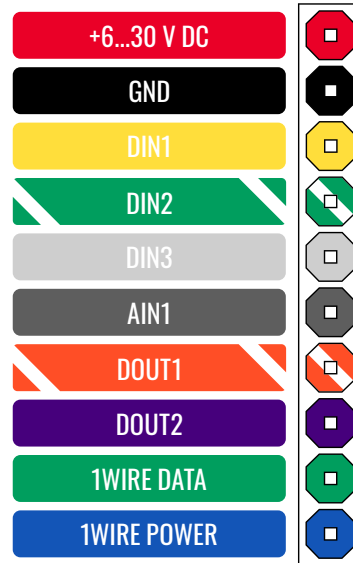 +6...30 V DC
GND
DIN1
DIN2
DIN3
AIN1
DOUT1
DOUT2
1WIRE DATA
1WIRE POWER